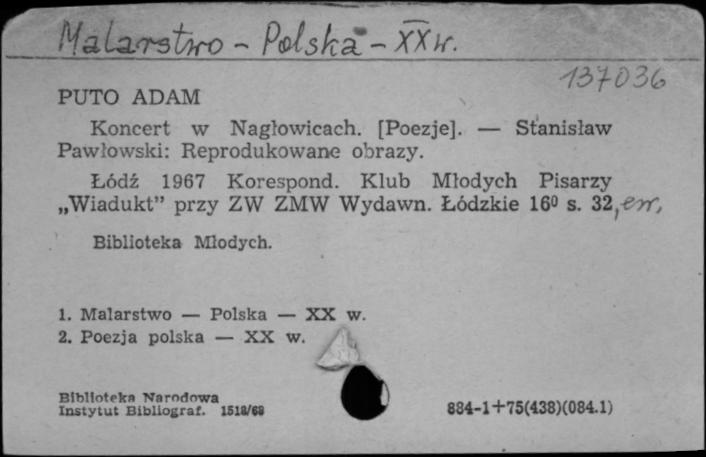 Malarstwo - Polska - XX w.
137036
PUTO ADAM
Koncert w Nagłowicach. [Poezje]. — Stanisław
Pawłowski: Reprodukowane obrazy.
Łódź 1967 Korespond. Klub Młodych Pisarzy
„Wiadukt” przy ZW ZMW Wydawn. Łódzkie 16⁰ s. 32,
Biblioteka Młodych.
1. Malarstwo — Polska — XX w.
2. Poezja polska — XX w.
Biblioteka Narodowa
Instytut Bibliograf. 1518/68
884-1+75(438)(084.1)